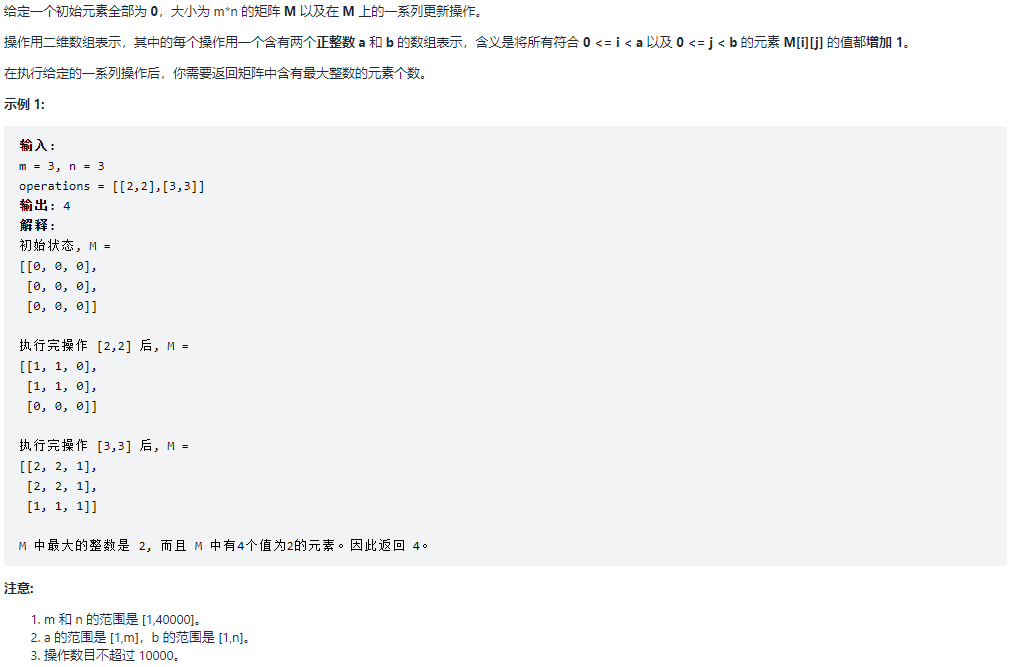 给定一个初始元素全部为 0，大小为 m*n 的矩阵 M 以及在 M 上的一系列更新操作。
操作用二维数组表示，其中的每个操作用一个含有两个正整数 a 和 b 的数组表示，含义是将所有符合 0 <= i < a 以及 0 <= j < b 的元素 M[i][j] 的值都增加 1。
在执行给定的一系列操作后，你需要返回矩阵中含有最大整数的元素个数。
示例 1:
输入:
m = 3, n = 3
operations = [[2,2],[3,3]]
输出: 4
解释:
初始状态, M =
[[0, 0, 0],
[0, 0, 0],
[0, 0, 0]]
执行完操作 [2,2] 后, M =
[[1, 1, 0],
[1, 1, 0],
[0, 0, 0]]
执行完操作 [3,3] 后, M =
[[2, 2, 1],
[2, 2, 1],
[1, 1, 1]]
M 中最大的整数是 2, 而且 M 中有4个值为2的元素。因此返回 4。
注意:
1. m 和 n 的范围是 [1,40000]。
2. a 的范围是 [1,m]，b 的范围是 [1,n]。
3. 操作数目不超过 10000。